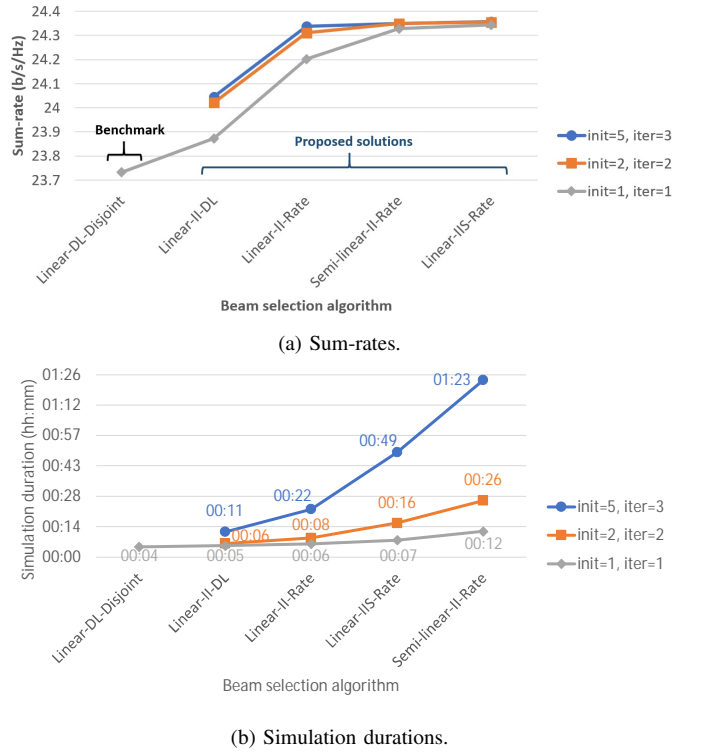 24.4
24.3
24.2
24.1
24
23.9
23.8
23.7
Sum-rate (b/s/Hz)
Benchmark
Proposed solutions
init=5, iter=3
init=2, iter=2
init=1, iter=1
Linear-DL-Disjoint
Linear-II-DL
Linear-II-Rate
Semi-linear-II-Rate
Linear-IIS-Rate
Beam selection algorithm
(a) Sum-rates.
01:26
01:12
00:57
00:43
00:28
00:14
00:00
Simulation duration (hh:mm)
00:11
00:22
00:49
01:23
00:06
00:08
00:16
00:26
00:04
00:05
00:06
00:07
00:12
init=5, iter=3
init=2, iter=2
init=1, iter=1
Linear-DL-Disjoint
Linear-II-DL
Linear-II-Rate
Linear-IIS-Rate
Semi-linear-II-Rate
Beam selection algorithm
(b) Simulation durations.